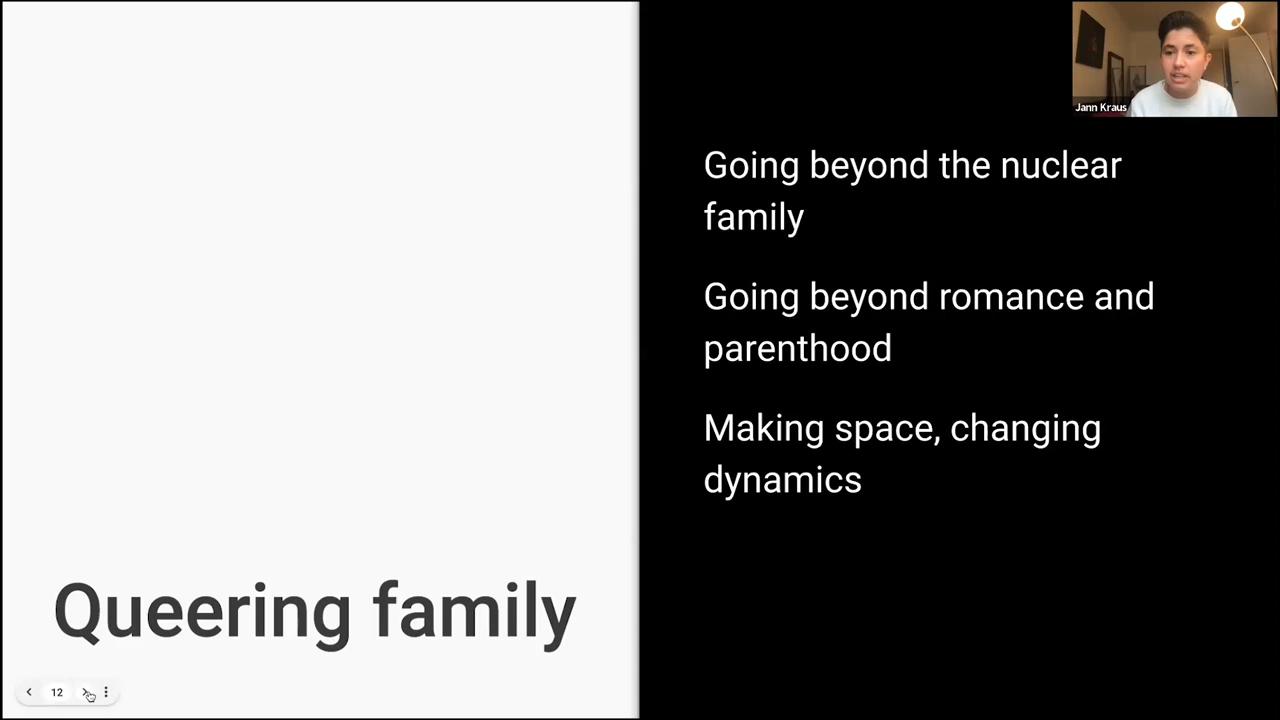 Jann Kraus
Going beyond the nuclear
family
Going beyond romance and
parenthood
Making space, changing
dynamics
Queering family
12